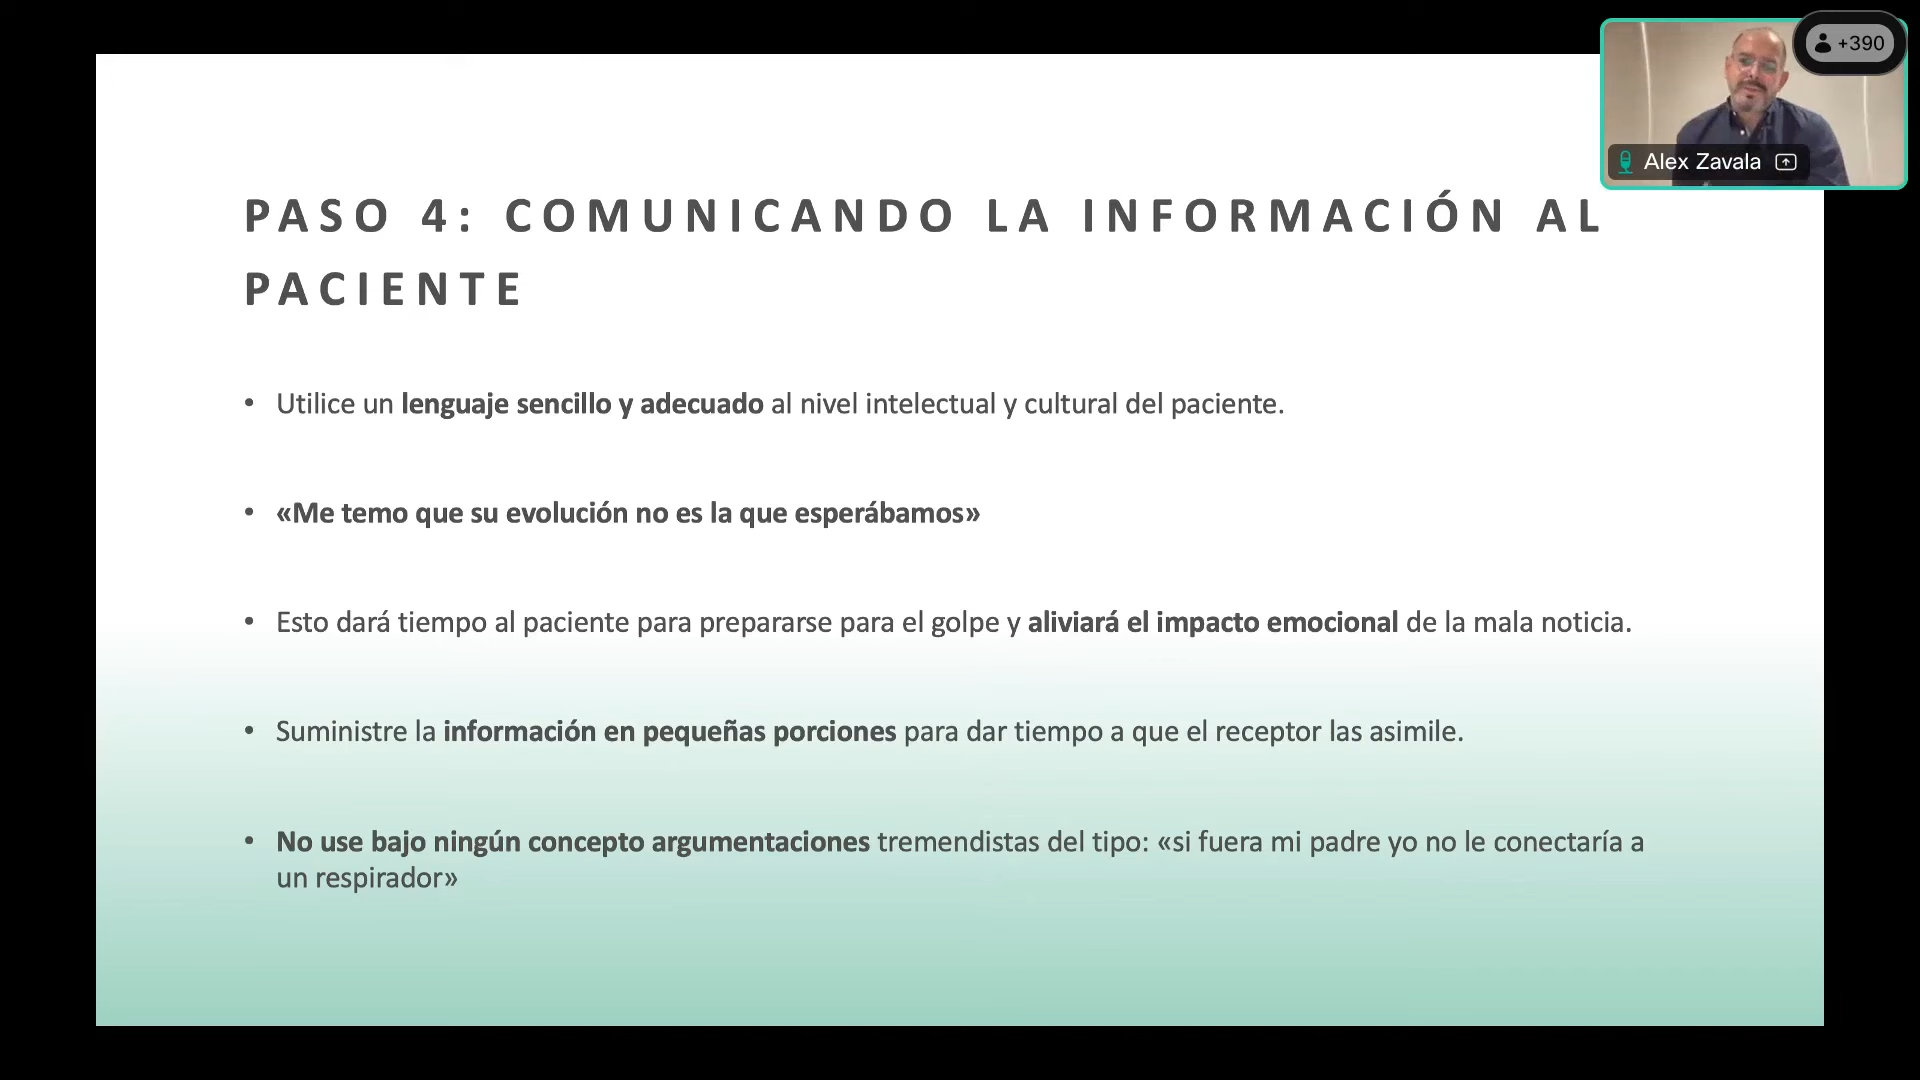 +390
Alex Zavala
PASO 4: COMUNICANDO LA INFORMACIÓN AL
PACIENTE
• Utilice un lenguaje sencillo y adecuado al nivel intelectual y cultural del paciente.
• «Me temo que su evolución no es la que esperábamos»
• Esto dará tiempo al paciente para prepararse para el golpe y aliviará el impacto emocional de la mala noticia.
• Suministre la información en pequeñas porciones para dar tiempo a que el receptor las asimile.
• No use bajo ningún concepto argumentaciones tremendistas del tipo: «si fuera mi padre yo no le conectaría a
un respirador»